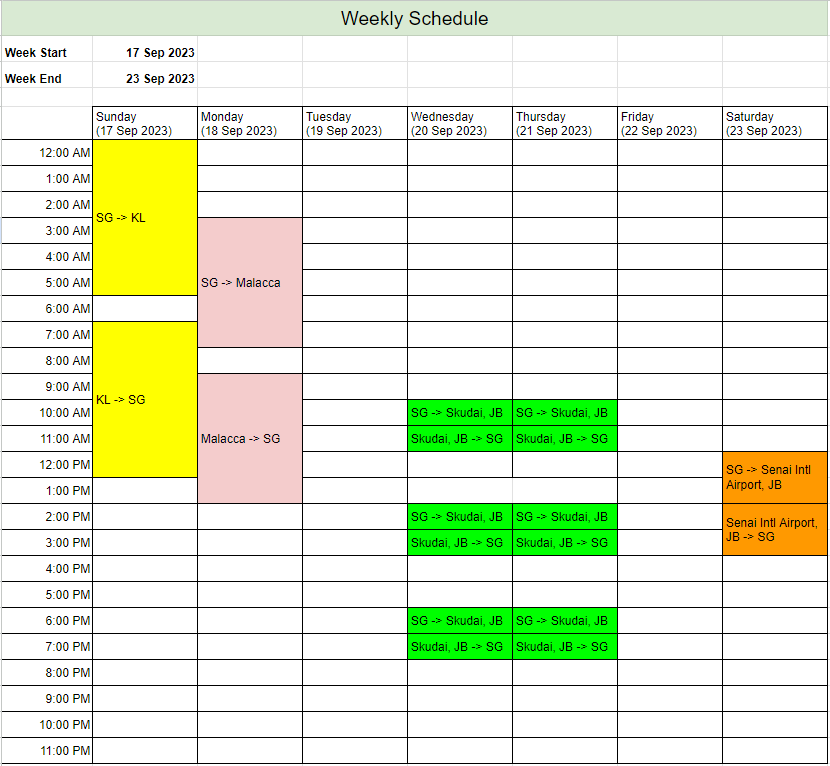 Weekly Schedule
Week Start 17 Sep 2023
Week End 23 Sep 2023
Sunday Monday Tuesday Wednesday Thursday Friday Saturday
(17 Sep 2023) (18 Sep 2023) (19 Sep 2023) (20 Sep 2023) (21 Sep 2023) (22 Sep 2023) (23 Sep 2023)
12:00 AM
1:00 AM
2:00 AM
SG -> KL
3:00 AM
4:00 AM
5:00 AM SG -> Malacca
6:00 AM
7:00 AM
8:00 AM
9:00 AM
KL -> SG
10:00 AM SG -> Skudai, JB SG -> Skudai, JB
11:00 AM Malacca -> SG Skudai, JB -> SG Skudai, JB -> SG
12:00 PM SG -> Senai Intl
Airport, JB
1:00 PM
2:00 PM SG -> Skudai, JB SG -> Skudai, JB Senai Intl Airport,
JB -> SG
3:00 PM Skudai, JB -> SG Skudai, JB -> SG
4:00 PM
5:00 PM
6:00 PM SG -> Skudai, JB SG -> Skudai, JB
7:00 PM Skudai, JB -> SG Skudai, JB -> SG
8:00 PM
9:00 PM
10:00 PM
11:00 PM